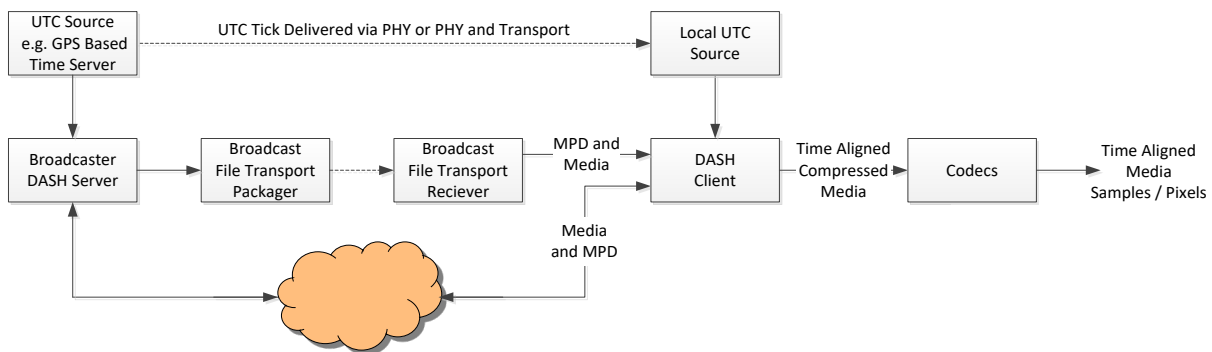 UTC Source
e.g. GPS Based
Time Server
UTC Tick Delivered via PHY or PHY and Transport
Local UTC
Source
Broadcaster
DASH Server
Broadcast
File Transport
Packager
Broadcast
File Transport
Reciever
MPD and
Media
DASH
Client
Time Aligned
Compressed
Media
Codecs
Time Aligned
Media
Samples / Pixels
Media
and MPD